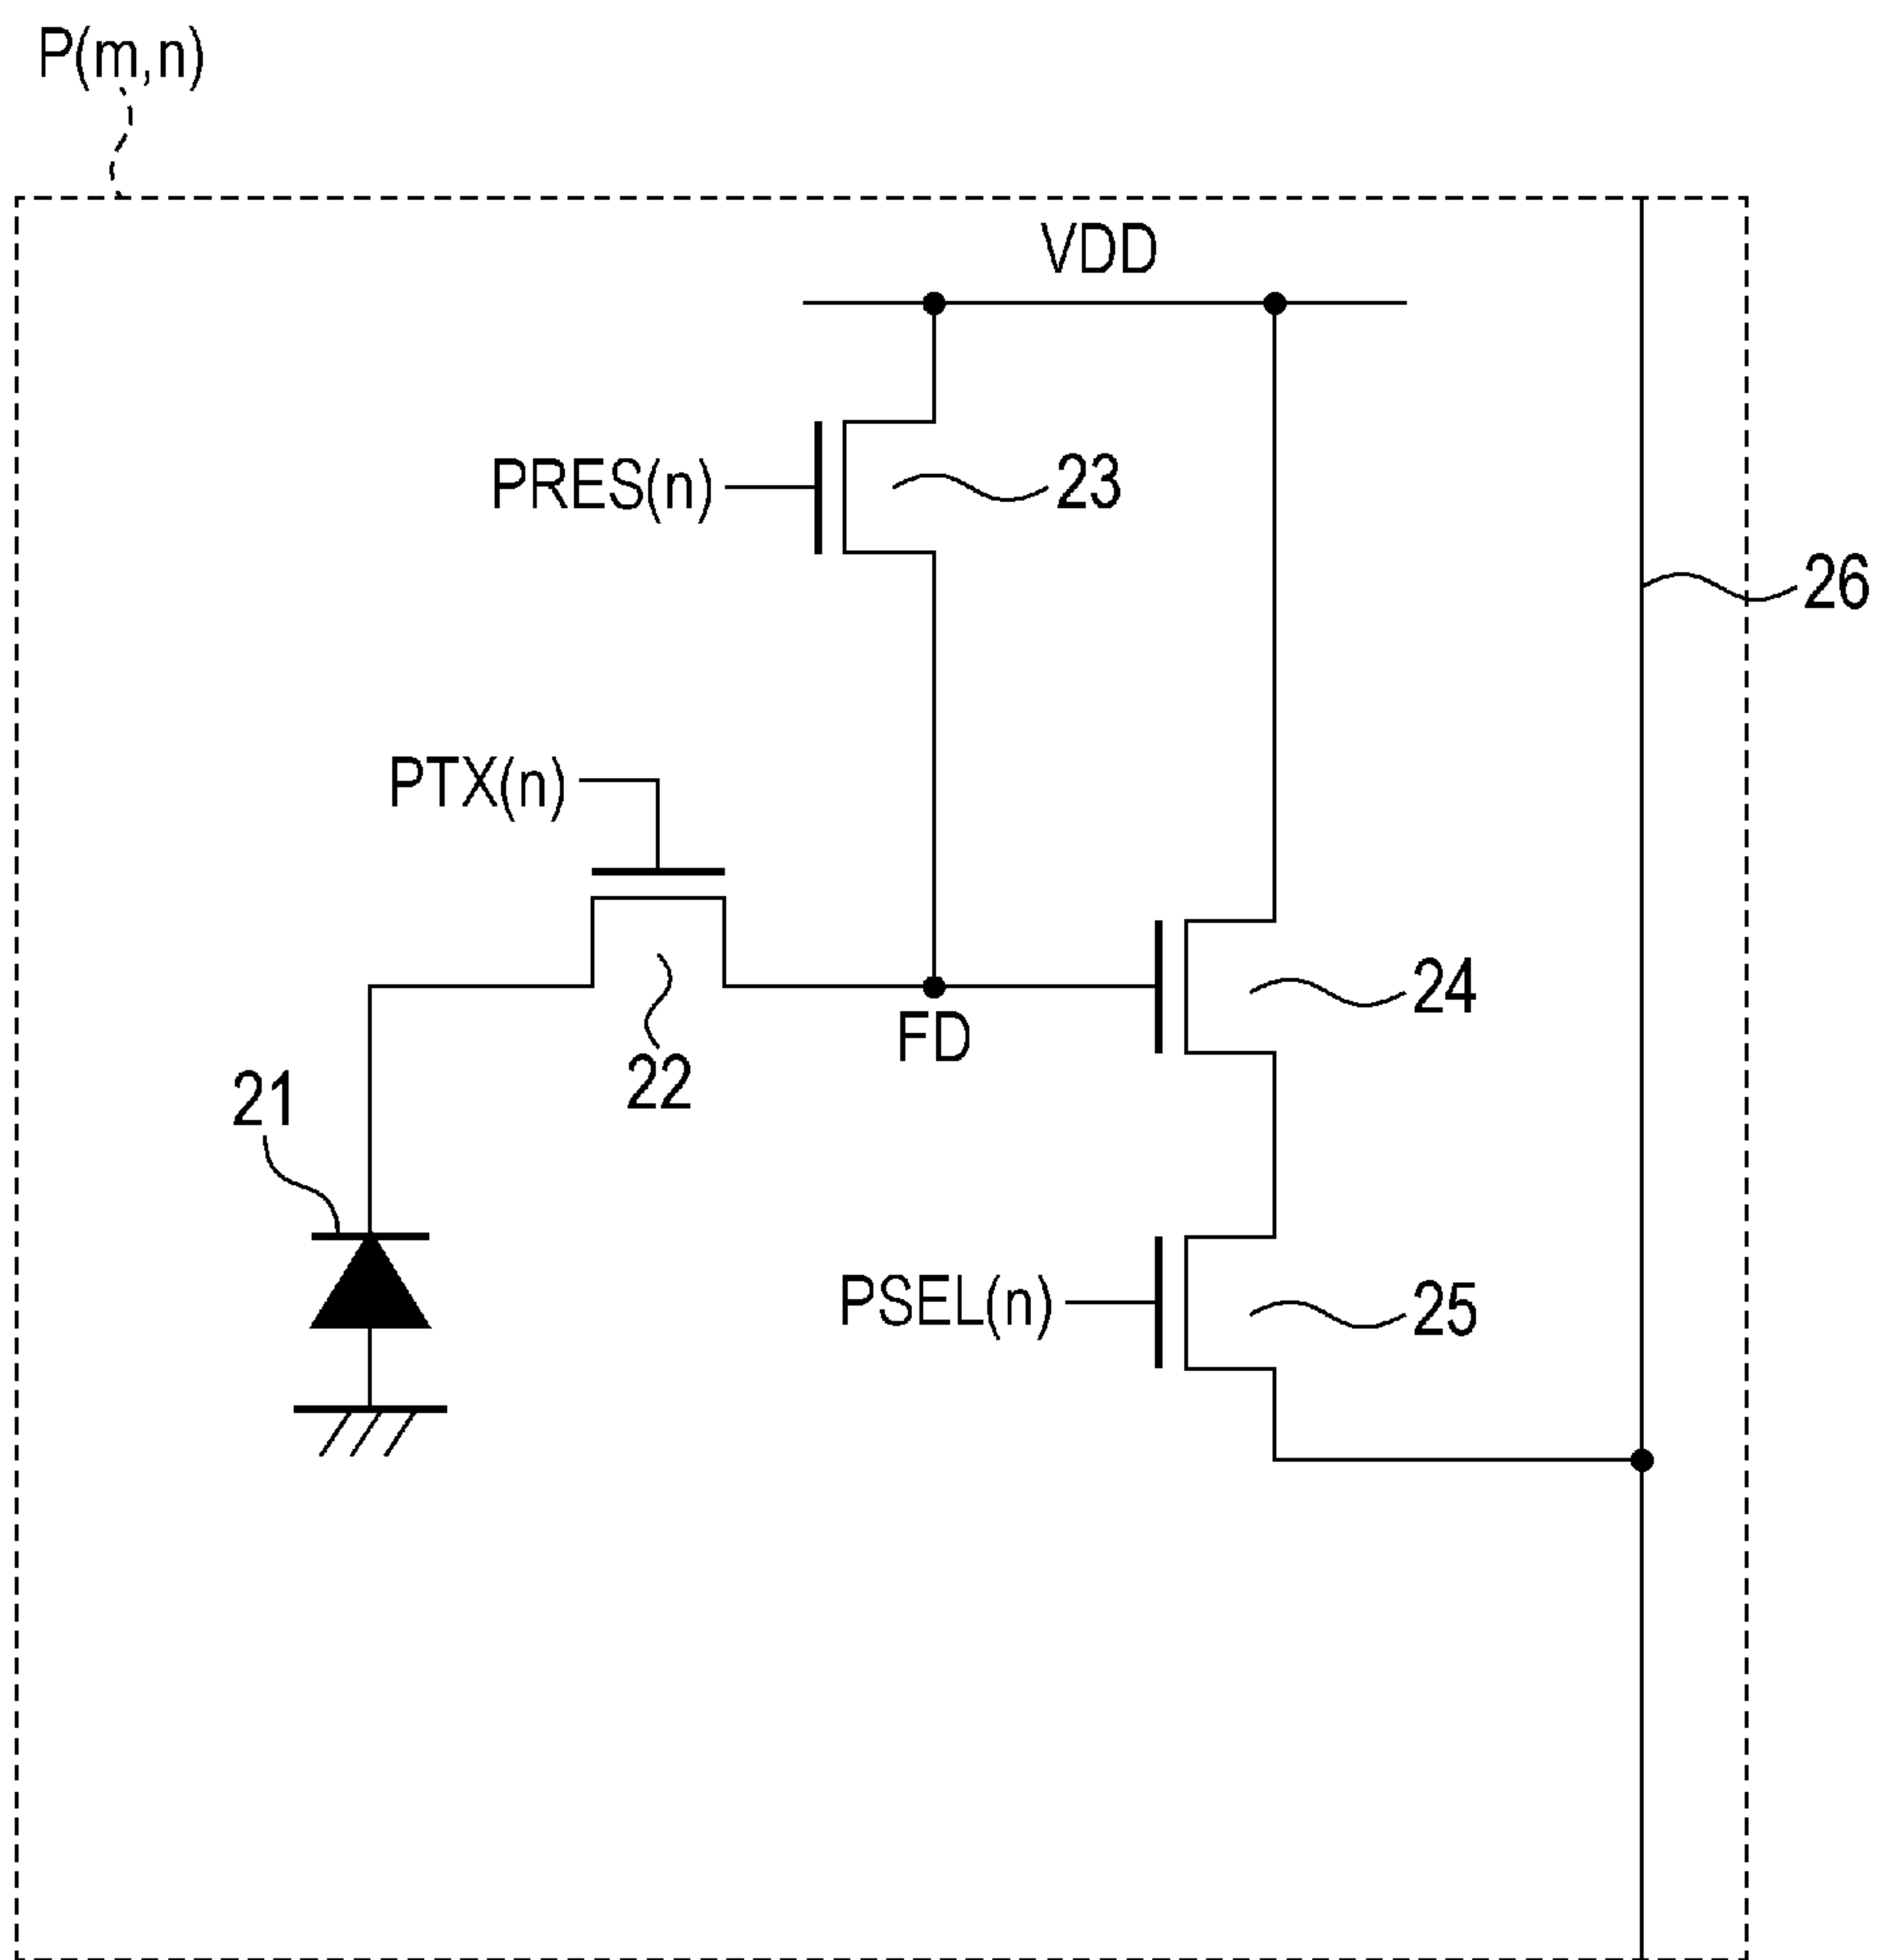 P(m,n)
VDD
PRES(n)
23
26
PTX(n)
24
FD
22
21
PSEL(n)
25